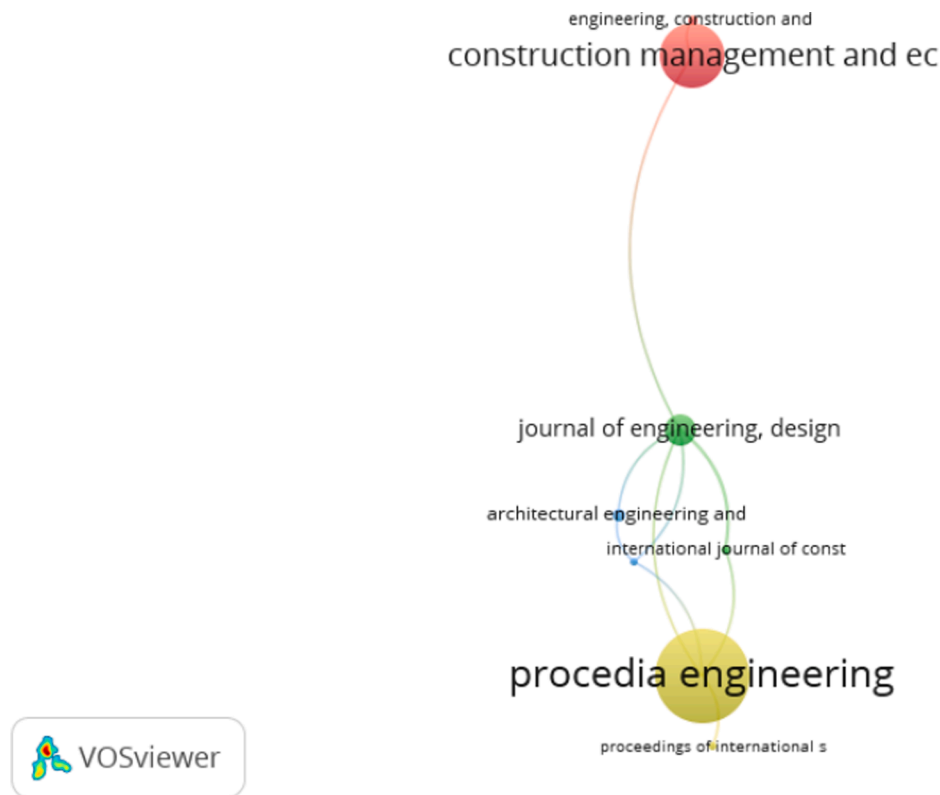 engineering, construction and
construction management and ec
journal of engineering, design
architectural engineering and
international journal of const
procedia engineering
proceedings of international s
VOSviewer